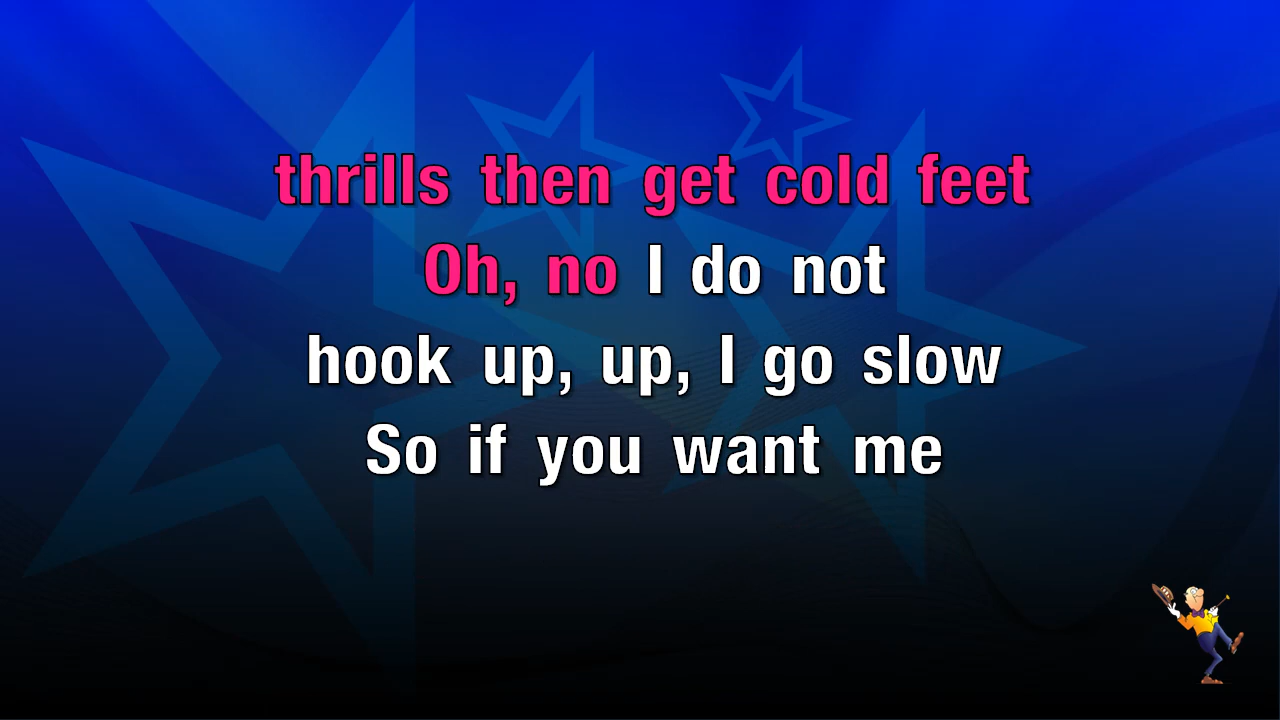 thrills then get cold feet
Oh, no I do not
hook up, up, I go slow
So if you want me